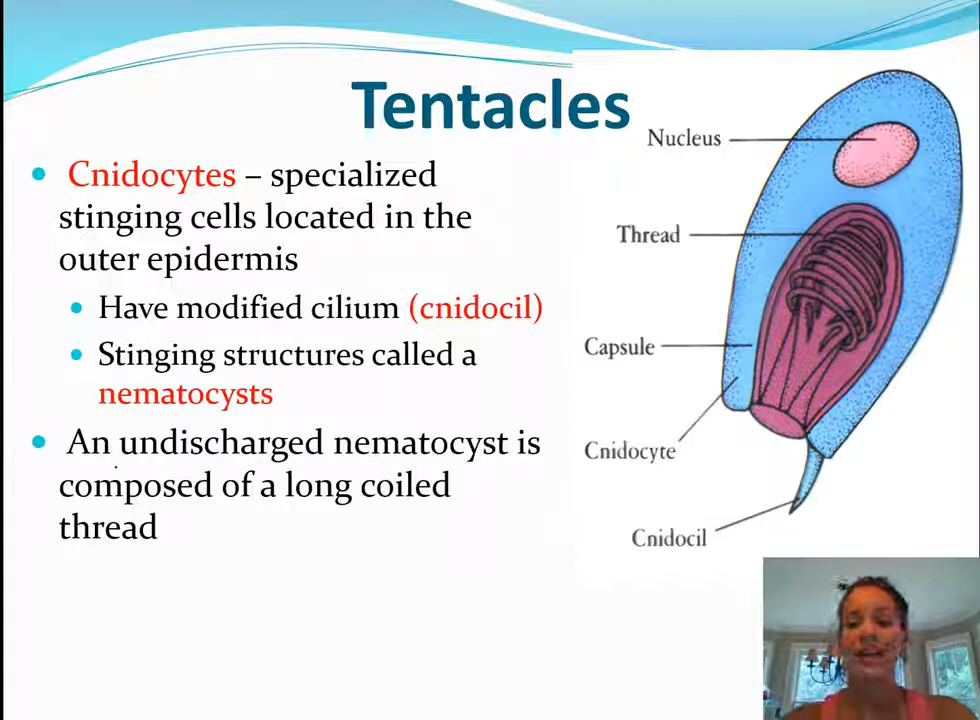 Tentacles
Cnidocytes – specialized
stinging cells located in the
outer epidermis
Have modified cilium (cnidocil)
Stinging structures called a
nematocysts
An undischarged nematocyst is
composed of a long coiled
thread
Nucleus
Thread
Capsule
Cnidocyte
Cnidocil